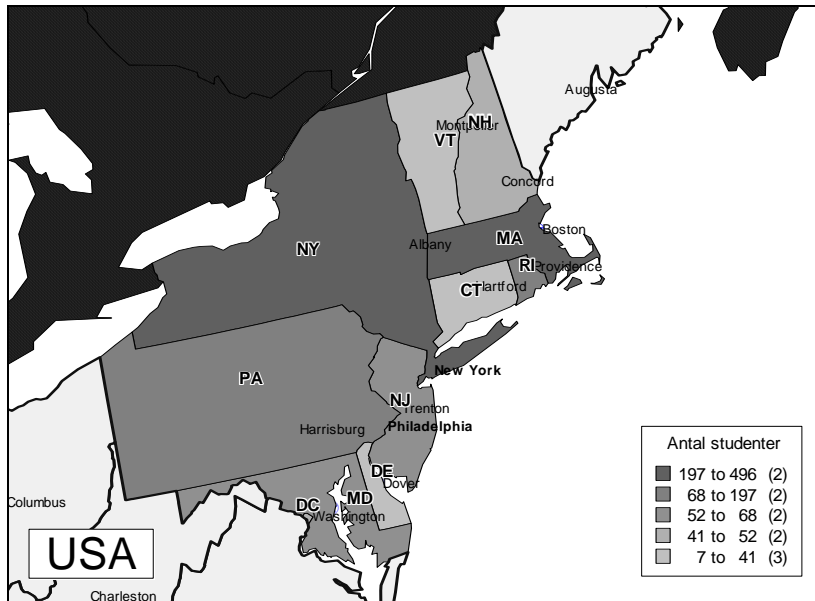 Augusta
NH
Montpelier
VT
Concord
NY
Albany
MA
Boston
RI
Providence
CT
Hartford
PA
New York
NJ
Trenton
Harrisburg
Philadelphia
DE
Dover
Columbus
DC
MD
Washington
USA
Charleston
Antal studenter
197 to 496 (2)
68 to 197 (2)
52 to 68 (2)
41 to 52 (2)
7 to 41 (3)